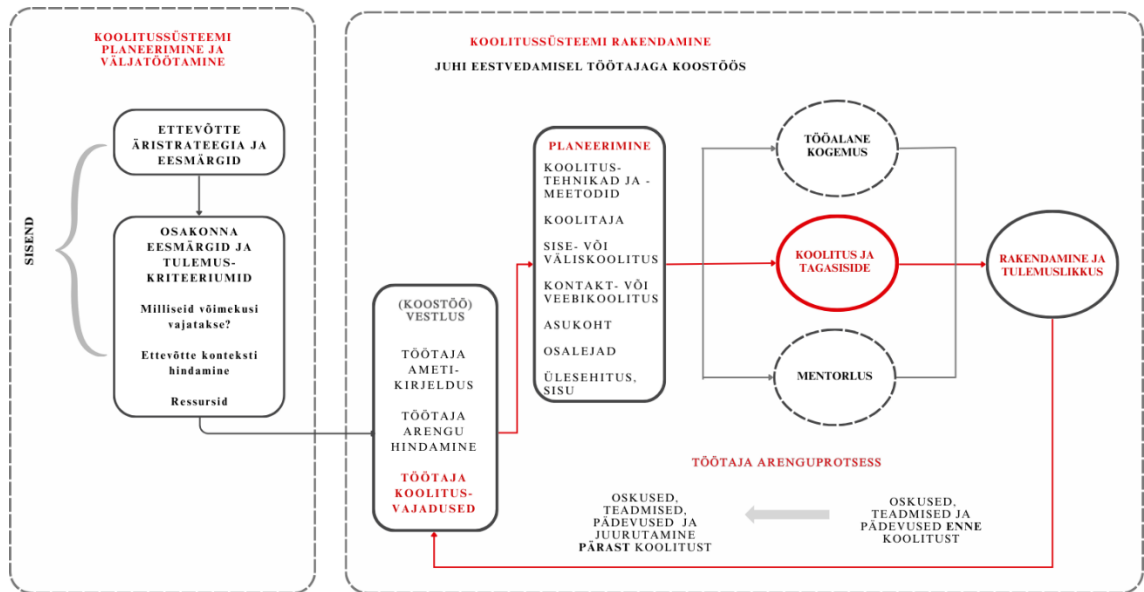 KOOLITUSSÜSTEEMI
PLANEERIMINE JA
VÄLJATÖÖTAMINE
SISEND
ETTEVÕTTE
ÄRISTRATEEGIA JA
EESMÄRGID
OSAKONNA
EESMÄRGID JA
TULEMUS-
KRITEERIUMID
Milliseid võimekusi
vajatakse?
Ettevõtte konteksti
hindamine
Ressursid
KOOLITUSSÜSTEEMI RAKENDAMINE
JUHI EESTVEDAMISEL TÖÖTAJAGA KOOSTÖÖS
(KOOSTÖÖ)
VESTLUS
TÖÖTAJA
AMETI-
KIRJELDUS
TÖÖTAJA
ARENGU
HINDAMINE
TÖÖTAJA
KOOLITUS-
VAJADUSED
PLANEERIMINE
KOOLITUS-
TEHNIKAD JA -
MEETODID
KOOLITAJA
SISE- VÕI
VÄLISKOOLITUS
KONTAKT- VÕI
VEEBIKOOLITUS
ASUKOHT
OSALEJAD
ÜLESEHITUS,
SISU
TÖÖALANE
KOGEMUS
KOOLITUS JA
TAGASISIDE
MENTORLUS
RAKENDAMINE JA
TULEMUSLIKKUS
TÖÖTAJA ARENGUPROTSESS
OSKUSED,
TEADMISED,
PÄDEVUSED JA
JUURUTAMINE
PÄRAST KOOLITUST
OSKUSED,
TEADMISED JA
PÄDEVUSED ENNE
KOOLITUST